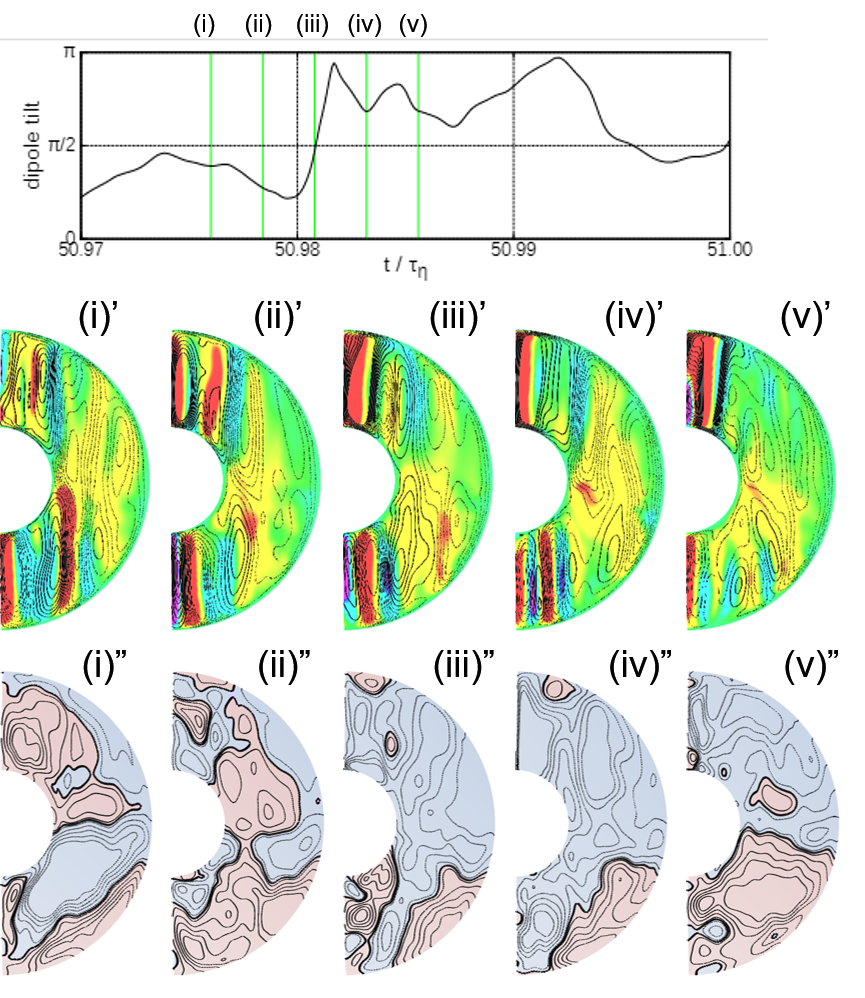 (i) (ii) (iii) (iv) (v)
π
dipole tilt
π/2
0
50.97 50.98 50.99 51.00
t / τη
(i)’ (ii)’ (iii)’ (iv)’ (v)’
(i)” (ii)” (iii)” (iv)” (v)”